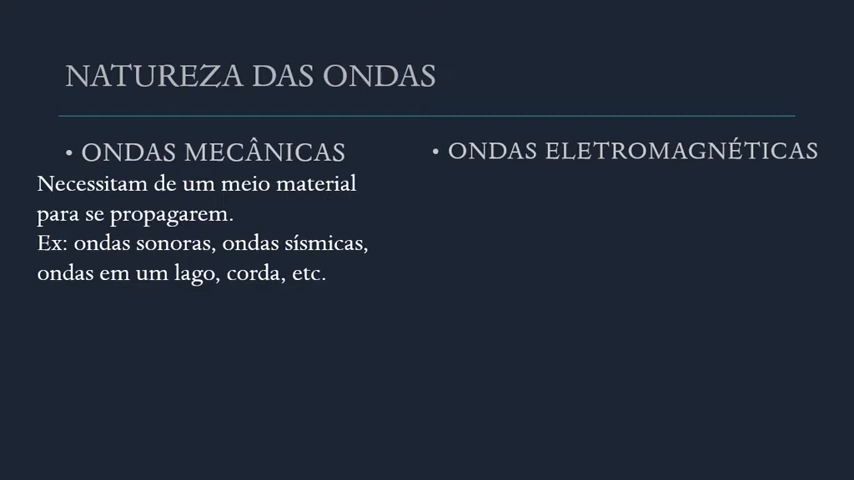 NATUREZA DAS ONDAS
• ONDAS MECÂNICAS
Necessitam de um meio material
para se propagarem.
Ex: ondas sonoras, ondas sísmicas,
ondas em um lago, corda, etc.
• ONDAS ELETROMAGNÉTICAS